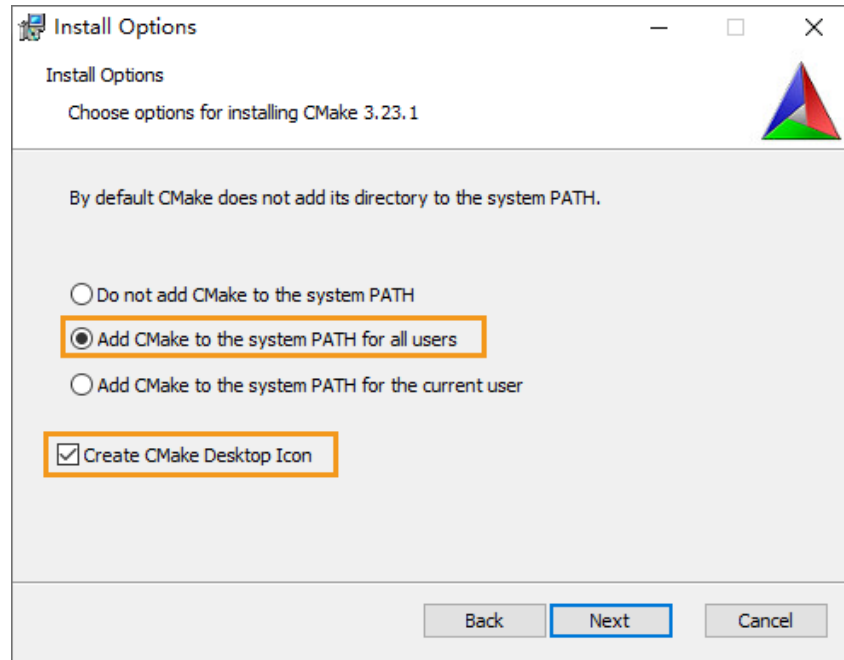 Install Options
Install Options
Choose options for installing CMake 3.23.1
By default CMake does not add its directory to the system PATH.
Do not add CMake to the system PATH
Add CMake to the system PATH for all users
Add CMake to the system PATH for the current user
Create CMake Desktop Icon
Back Next Cancel